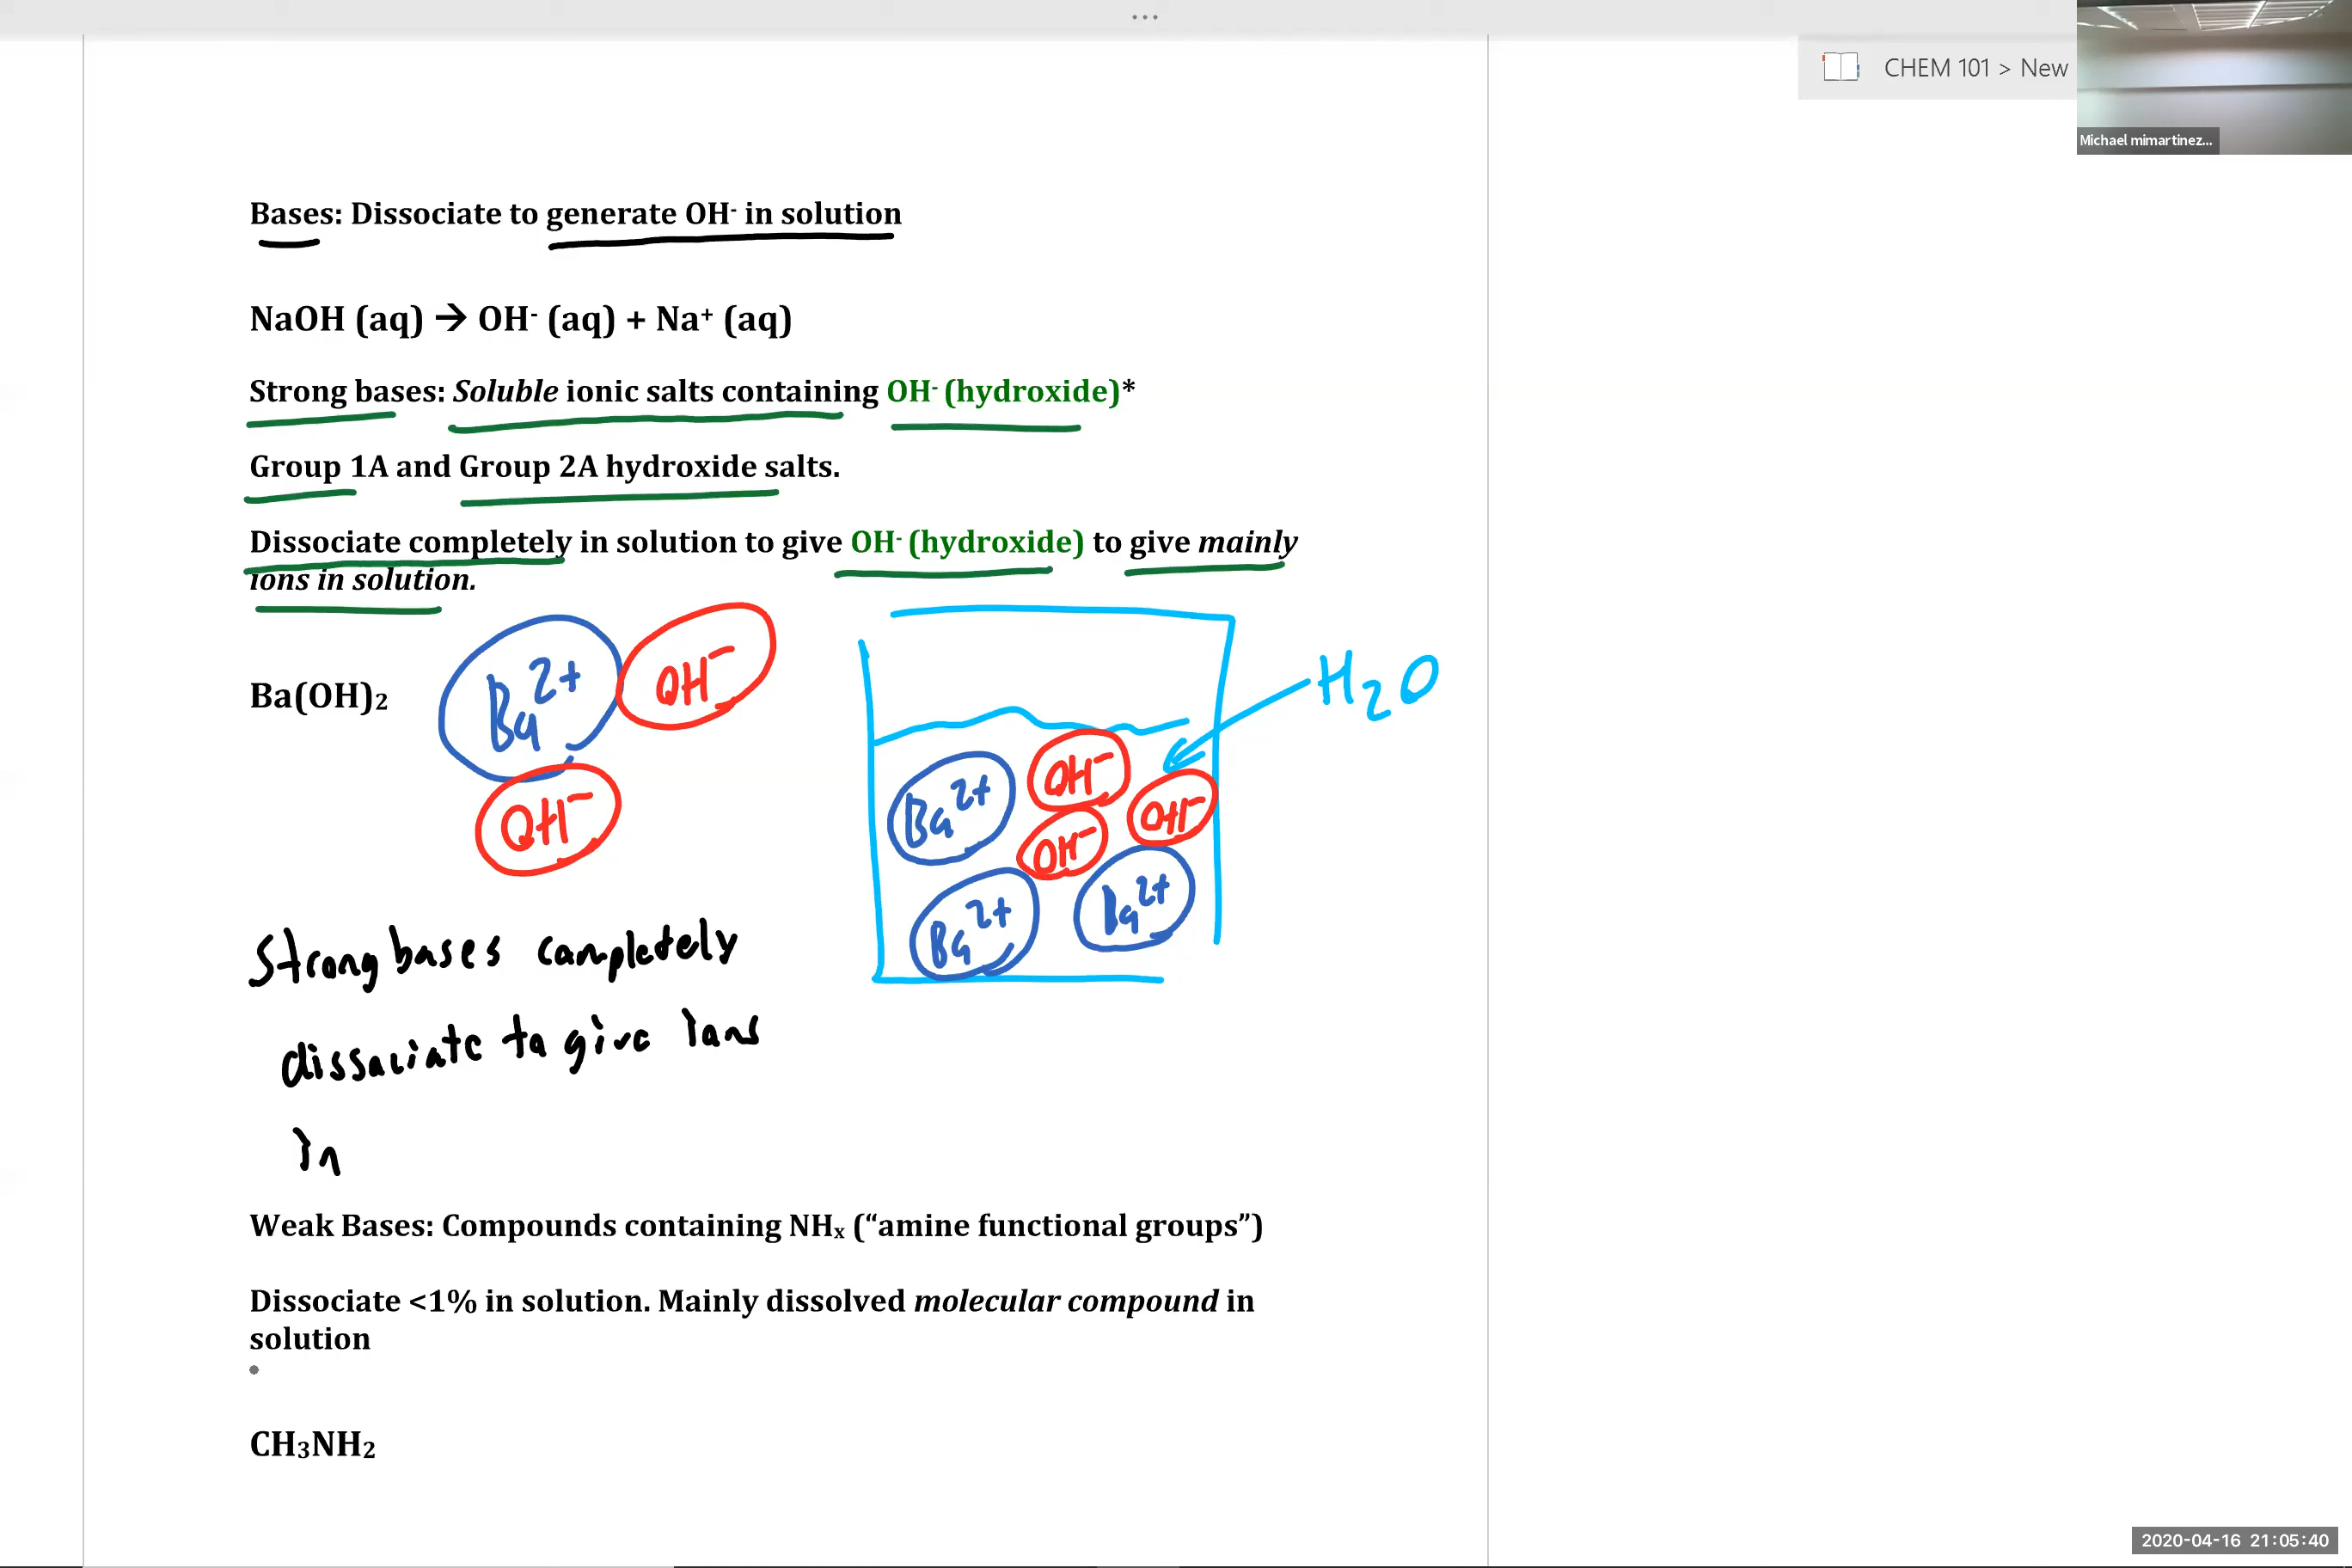 ...
CHEM 101 > New
Michael mimartinez...
Bases: Dissociate to generate OH- in solution
NaOH (aq) → OH- (aq) + Na+ (aq)
Strong bases: Soluble ionic salts containing OH- (hydroxide)*
Group 1A and Group 2A hydroxide salts.
Dissociate completely in solution to give OH- (hydroxide) to give mainly
ions in solution.
Ba(OH)2
Ba2+
OH-
OH-
H2O
Ba2+
OH-
OH-
OH-
Ba2+
Ba2+
Strong bases completely
dissociate to give ions
in
Weak Bases: Compounds containing NHx (“amine functional groups”)
Dissociate <1% in solution. Mainly dissolved molecular compound in
solution
CH3NH2
2020-04-16 21:05:40